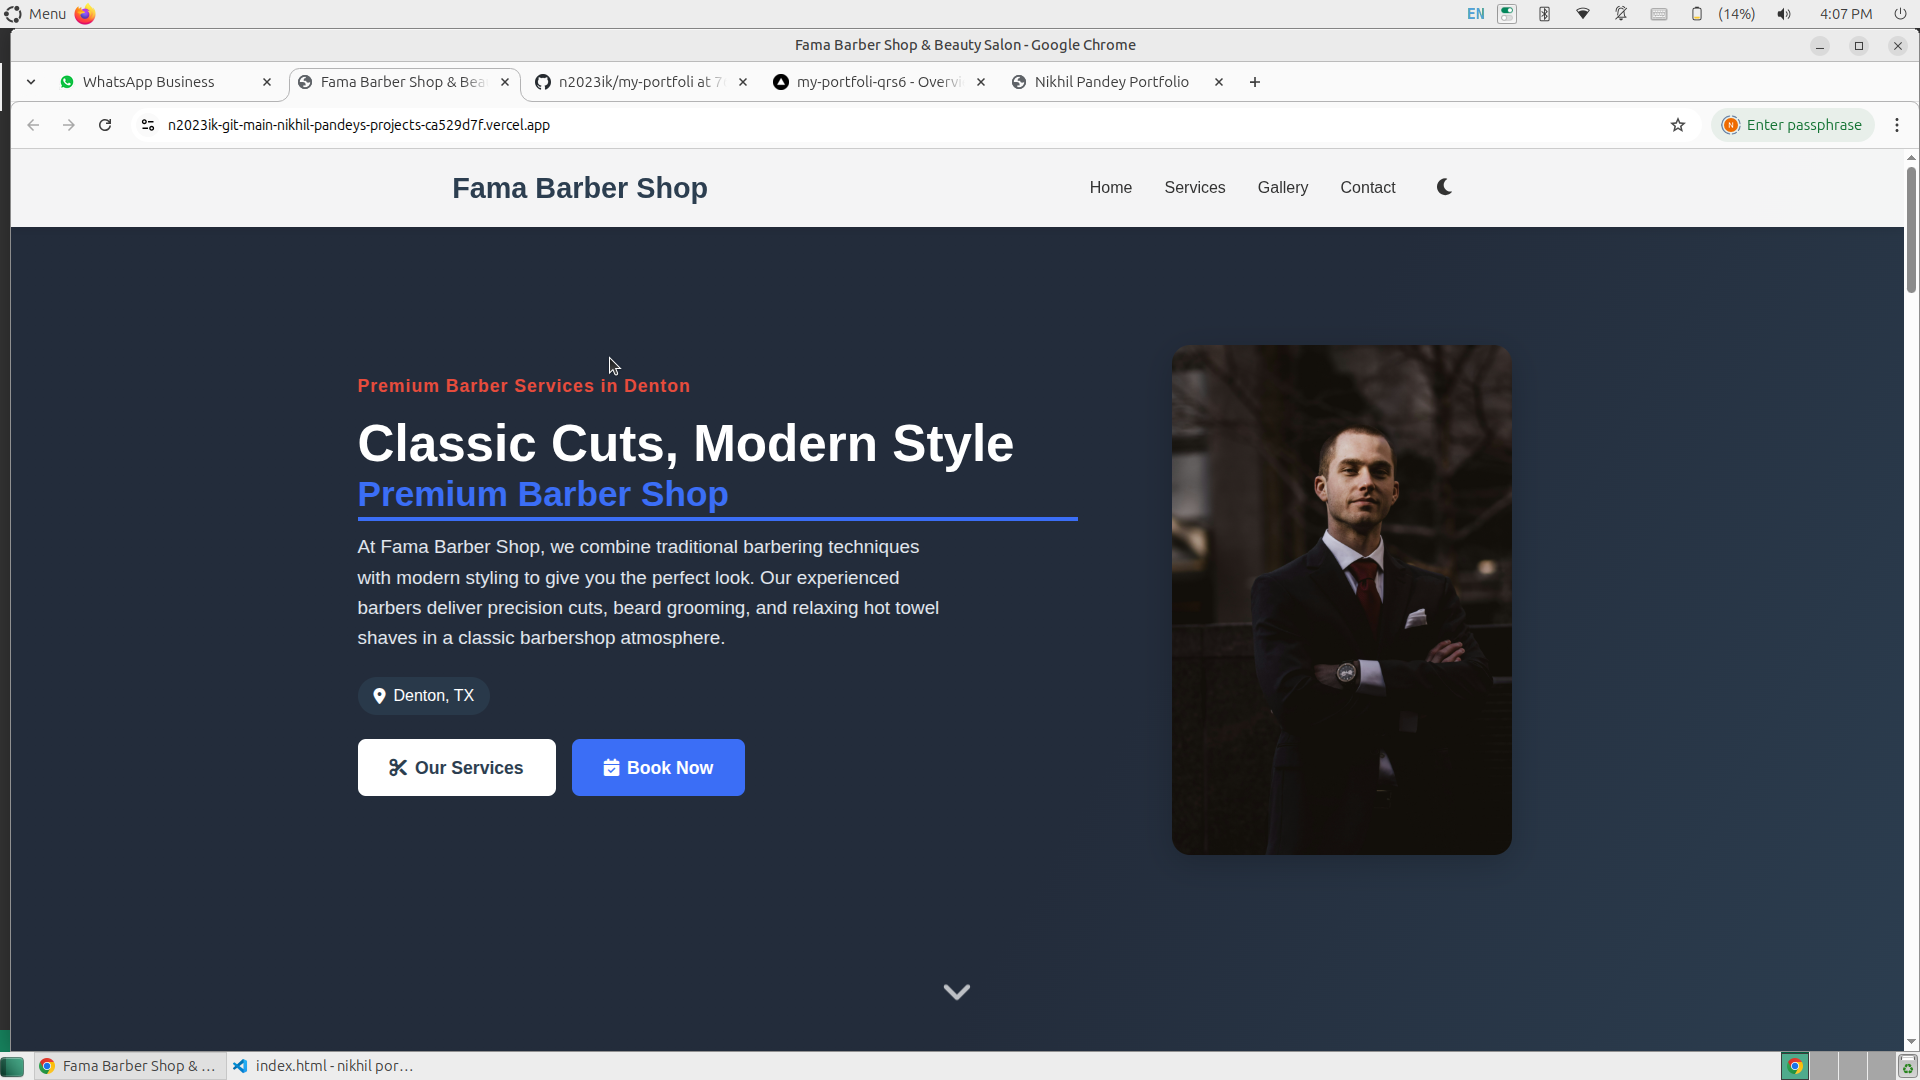 Menu
EN
(14%)
4:07 PM
Fama Barber Shop & Beauty Salon - Google Chrome
WhatsApp Business
Fama Barber Shop & Bea
n2023ik/my-portfoli at 7
my-portfoli-qrs6 - Overvi
Nikhil Pandey Portfolio
n2023ik-git-main-nikhil-pandeys-projects-ca529d7f.vercel.app
N
Enter passphrase
Fama Barber Shop
Home
Services
Gallery
Contact
Premium Barber Services in Denton
Classic Cuts, Modern Style
Premium Barber Shop
At Fama Barber Shop, we combine traditional barbering techniques
with modern styling to give you the perfect look. Our experienced
barbers deliver precision cuts, beard grooming, and relaxing hot towel
shaves in a classic barbershop atmosphere.
Denton, TX
Our Services
Book Now
Fama Barber Shop & ...
index.html - nikhil por...